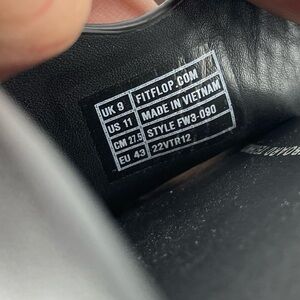 UK 9 FITFLOP.COM
US 11 MADE IN VIETNAM
CM 27.5 STYLE FW3-090
EU 43 22VTR12